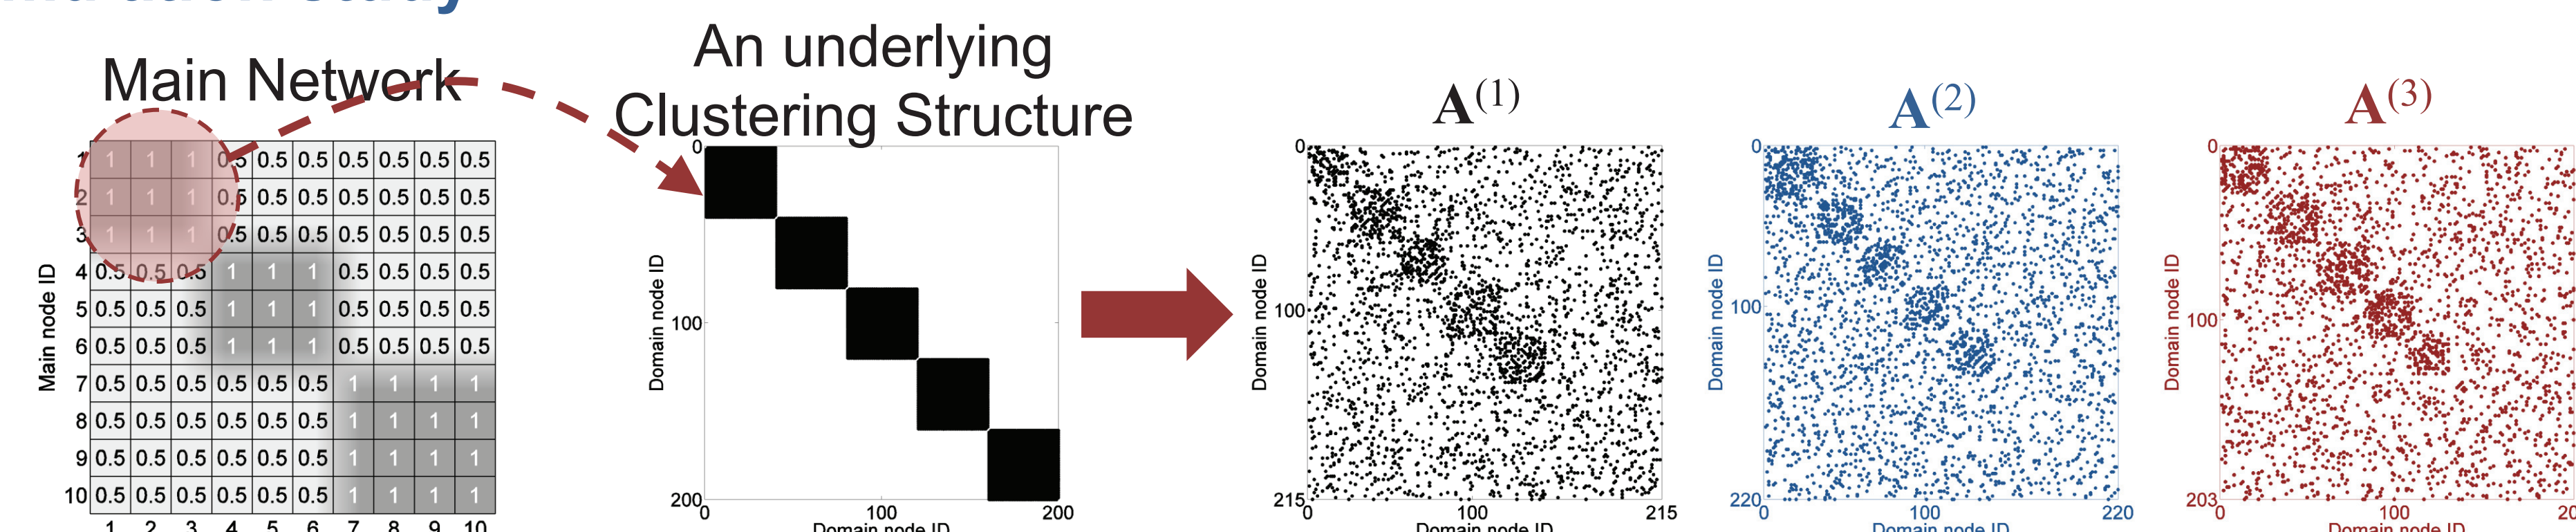 Main Network
1 1 1 1 0.5 0.5 0.5 0.5 0.5 0.5 0.5
2 1 1 1 0.5 0.5 0.5 0.5 0.5 0.5 0.5
3 1 1 1 0.5 0.5 0.5 0.5 0.5 0.5 0.5
4 0.5 0.5 0.5 1 1 1 0.5 0.5 0.5 0.5
5 0.5 0.5 0.5 1 1 1 0.5 0.5 0.5 0.5
6 0.5 0.5 0.5 1 1 1 0.5 0.5 0.5 0.5
7 0.5 0.5 0.5 0.5 0.5 0.5 1 1 1 1
8 0.5 0.5 0.5 0.5 0.5 0.5 1 1 1 1
9 0.5 0.5 0.5 0.5 0.5 0.5 1 1 1 1
10 0.5 0.5 0.5 0.5 0.5 0.5 1 1 1 1
1 2 3 4 5 6 7 8 9 10
Main node ID
An underlying
Clustering Structure
0
100
200
0 100 200
Domain node ID
Domain node ID
A(1)
0
100
215
0 100 215
Domain node ID
Domain node ID
A(2)
0
100
220
0 100 220
Domain node ID
Domain node ID
A(3)
0
100
203
0 100
Domain node ID
Domain node ID